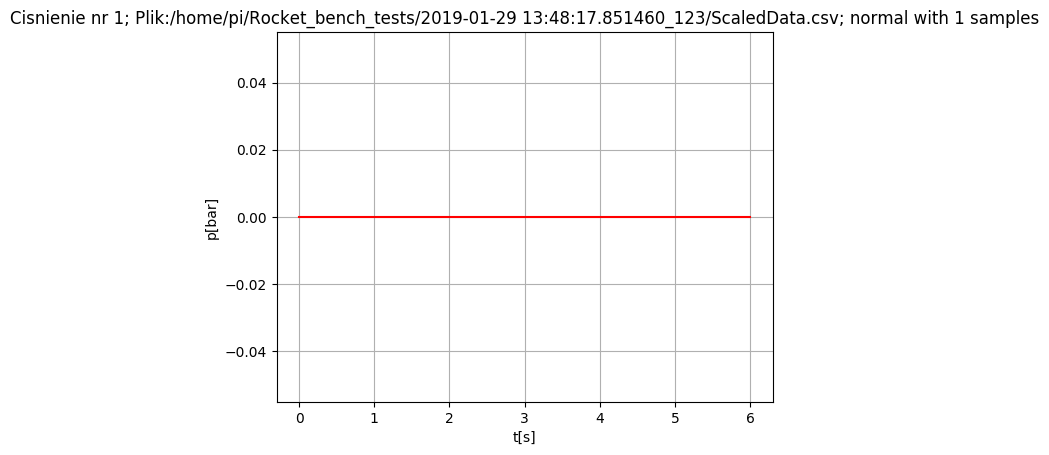 Cisnienie nr 1; Plik:/home/pi/Rocket_bench_tests/2019-01-29 13:48:17.851460_123/ScaledData.csv; normal with 1 samples
0.04
0.02
0.00
−0.02
−0.04
p[bar]
0 1 2 3 4 5 6
t[s]